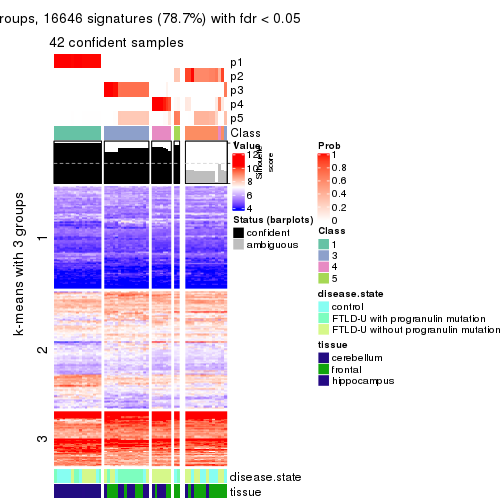 roups, 16646 signatures (78.7%) with fdr < 0.05
42 confident samples
p1
p2
p3
p4
p5
Class
Silhouette
score
k-means with 3 groups
1
2
3
disease.state
tissue
Value
12
10
8
6
4
Status (barplots)
confident
ambiguous
Prob
1
0.8
0.6
0.4
0.2
0
Class
1
3
4
5
disease.state
control
FTLD-U with progranulin mutation
FTLD-U without progranulin mutation
tissue
cerebellum
frontal
hippocampus